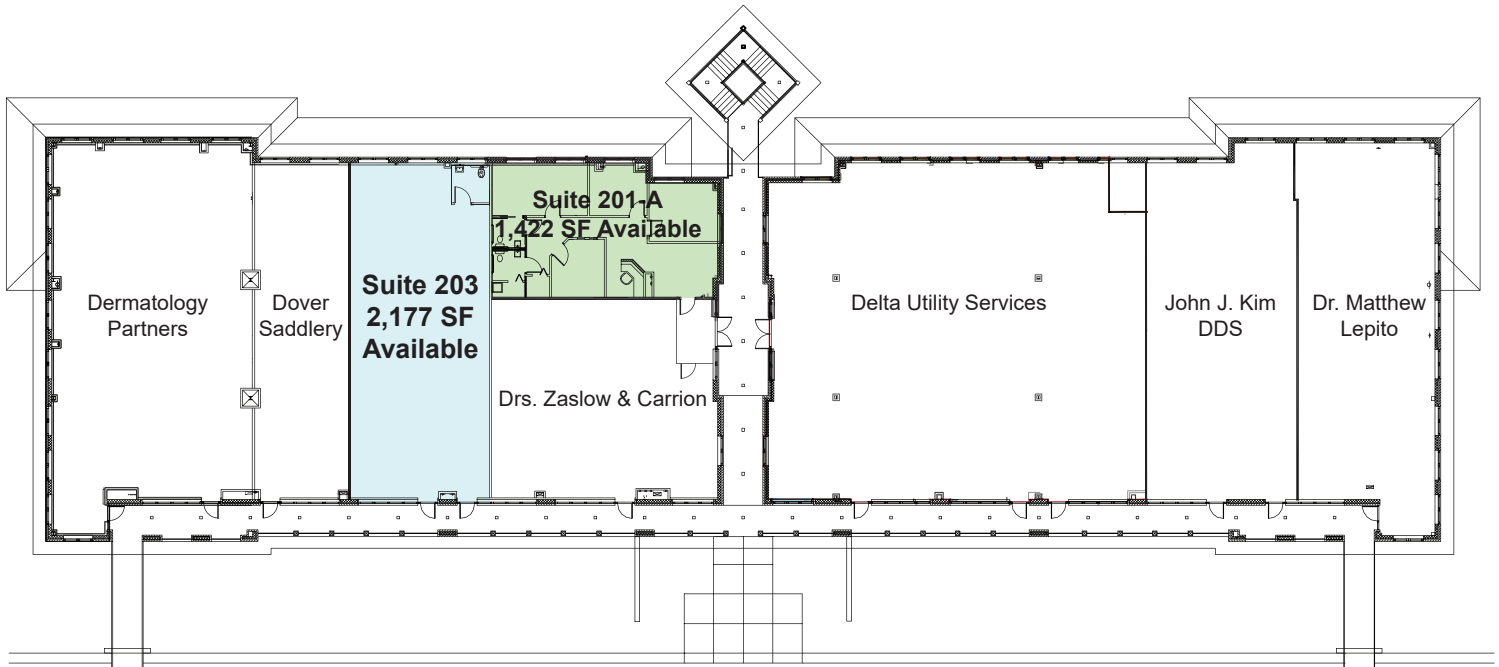 Suite 201-A
1,422 SF Available
Suite 203
2,177 SF
Available
Dermatology
Partners
Dover
Saddlery
Drs. Zaslow & Carrion
Delta Utility Services
John J. Kim
DDS
Dr. Matthew
Lepito